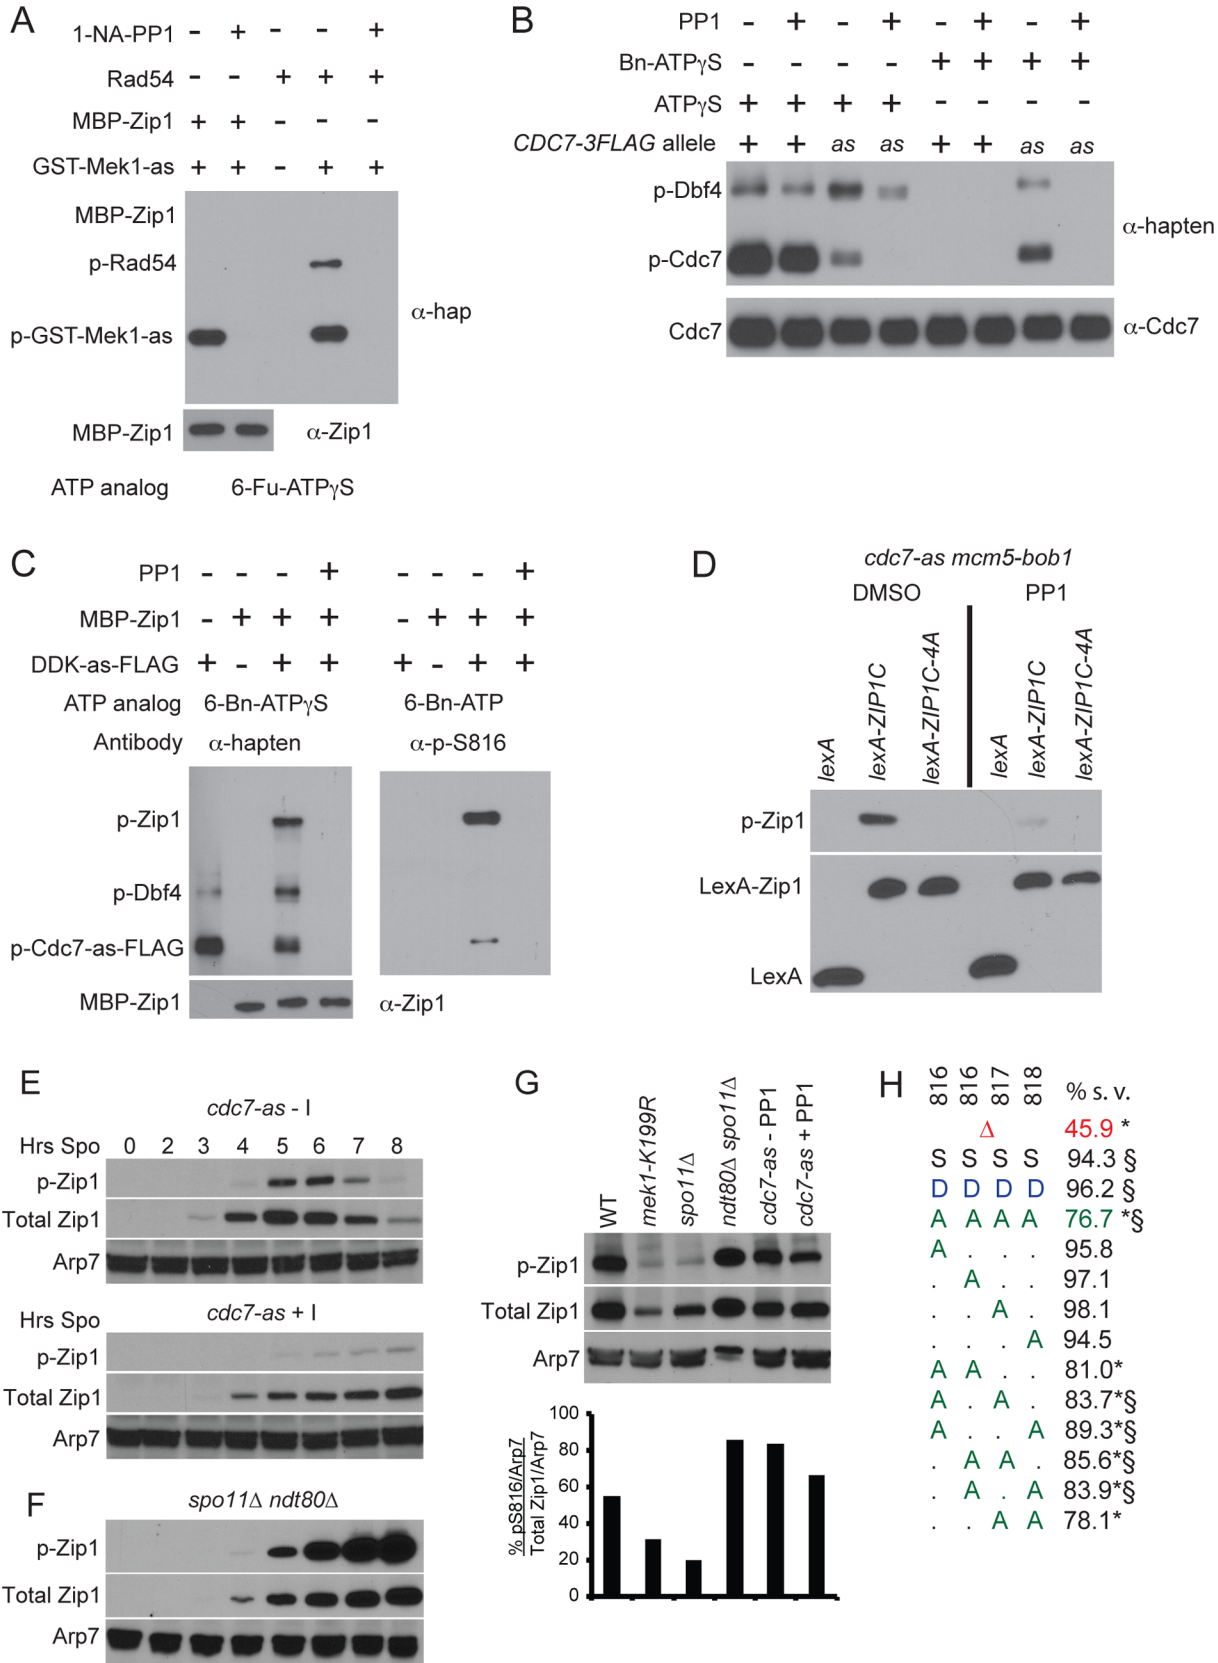 A
1-NA-PP1 - + - - +
Rad54 - - + + +
MBP-Zip1 + + - - -
GST-Mek1-as + + - + +
MBP-Zip1
p-Rad54
p-GST-Mek1-as
α-hap
MBP-Zip1
α-Zip1
ATP analog 6-Fu-ATPγS
B
PP1 - + - + - + - +
Bn-ATPγS - - - - + + + +
ATPγS + + + + - - - -
CDC7-3FLAG allele + + as as + + as as
p-Dbf4
p-Cdc7
α-hapten
Cdc7
α-Cdc7
C
PP1 - - - + - - - +
MBP-Zip1 - + + + - + + +
DDK-as-FLAG + - + + + - + +
ATP analog 6-Bn-ATPγS 6-Bn-ATP
Antibody α-hapten α-p-S816
p-Zip1
p-Dbf4
p-Cdc7-as-FLAG
MBP-Zip1
α-Zip1
D
cdc7-as mcm5-bob1
DMSO PP1
lexA lexA-ZIP1C lexA-ZIP1C-4A lexA lexA-ZIP1C lexA-ZIP1C-4A
p-Zip1
LexA-Zip1
LexA
E
cdc7-as - I
Hrs Spo 0 2 3 4 5 6 7 8
p-Zip1
Total Zip1
Arp7
cdc7-as + I
Hrs Spo
p-Zip1
Total Zip1
Arp7
F
spo11Δ ndt80Δ
p-Zip1
Total Zip1
Arp7
G
WT mek1-K199R spo11Δ ndt80Δ spo11Δ cdc7-as - PP1 cdc7-as + PP1
p-Zip1
Total Zip1
Arp7
% pS816/Arp7
Total Zip1/Arp7
100
80
60
40
20
0
H
816 816 817 818 % s. v.
Δ 45.9 *
S S S S 94.3 §
D D D D 96.2 §
A A A A 76.7 *§
A . . . 95.8
. A . . 97.1
. . A . 98.1
. . . A 94.5
A A . . 81.0*
A . A . 83.7*§
A . . A 89.3*§
. A A . 85.6*§
. A . A 83.9*§
. . A A 78.1*